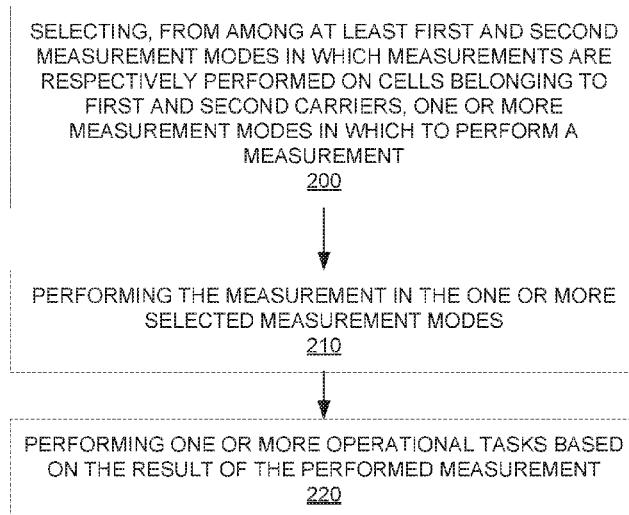 SELECTING, FROM AMONG AT LEAST FIRST AND SECOND
MEASUREMENT MODES IN WHICH MEASUREMENTS ARE
RESPECTIVELY PERFORMED ON CELLS BELONGING TO
FIRST AND SECOND CARRIERS, ONE OR MORE
MEASUREMENT MODES IN WHICH TO PERFORM A
MEASUREMENT
200
PERFORMING THE MEASUREMENT IN THE ONE OR MORE
SELECTED MEASUREMENT MODES
210
PERFORMING ONE OR MORE OPERATIONAL TASKS BASED
ON THE RESULT OF THE PERFORMED MEASUREMENT
220